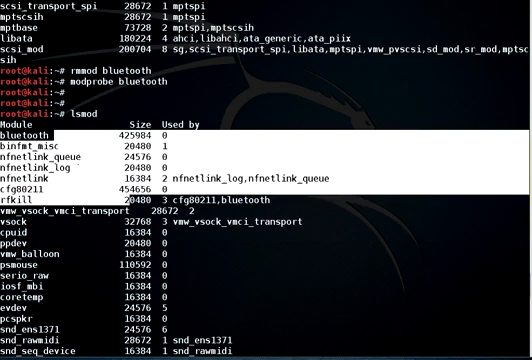 scsi_transport_spi     28672  1 mptspi
mptbase                73728  2 mptspi,mptscsih
libata                180224  4 ahci,libahci,ata_generic,ata_piix
scsi_mod              200704  8 sg,scsi_transport_spi,libata,mptspi,vmw_pvscsi,sd_mod,sr_mod,mptsc
sih
root@kali:~# rmmod bluetooth
root@kali:~# modprobe bluetooth
root@kali:~#
root@kali:~#
root@kali:~# lsmod
Module                  Size  Used by
bluetooth             425984  0
binfmt_misc            20480  1
nfnetlink_queue        24576  0
nfnetlink_log          20480  0
nfnetlink              16384  2 nfnetlink_log,nfnetlink_queue
cfg80211              454656  0
rfkill                 20480  3 cfg80211,bluetooth
vmw_vsock_vmci_transport    28672  2
vsock                  32768  3 vmw_vsock_vmci_transport
cpuid                  16384  0
ppdev                  20480  0
vmw_balloon            16384  0
psmouse               110592  0
serio_raw              16384  0
iosf_mbi               16384  0
coretemp               16384  0
evdev                  24576  5
pcspkr                 16384  0
snd_ens1371            24576  6
snd_rawmidi            28672  1 snd_ens1371
snd_seq_device         16384  1 snd_rawmidi